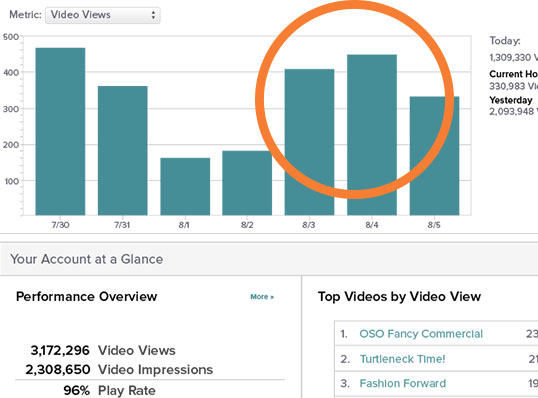 Metric: Video Views
500
400
300
200
100
7/30 7/31 8/1 8/2 8/3 8/4 8/5
Today:
1,309,330 V
Current Ho
330,983 Vi
Yesterday
2,093,948
Your Account at a Glance
Performance Overview More »
3,172,296 Video Views
2,308,650 Video Impressions
96% Play Rate
Top Videos by Video View
1. OSO Fancy Commercial 23
2. Turtleneck Time! 21
3. Fashion Forward 19